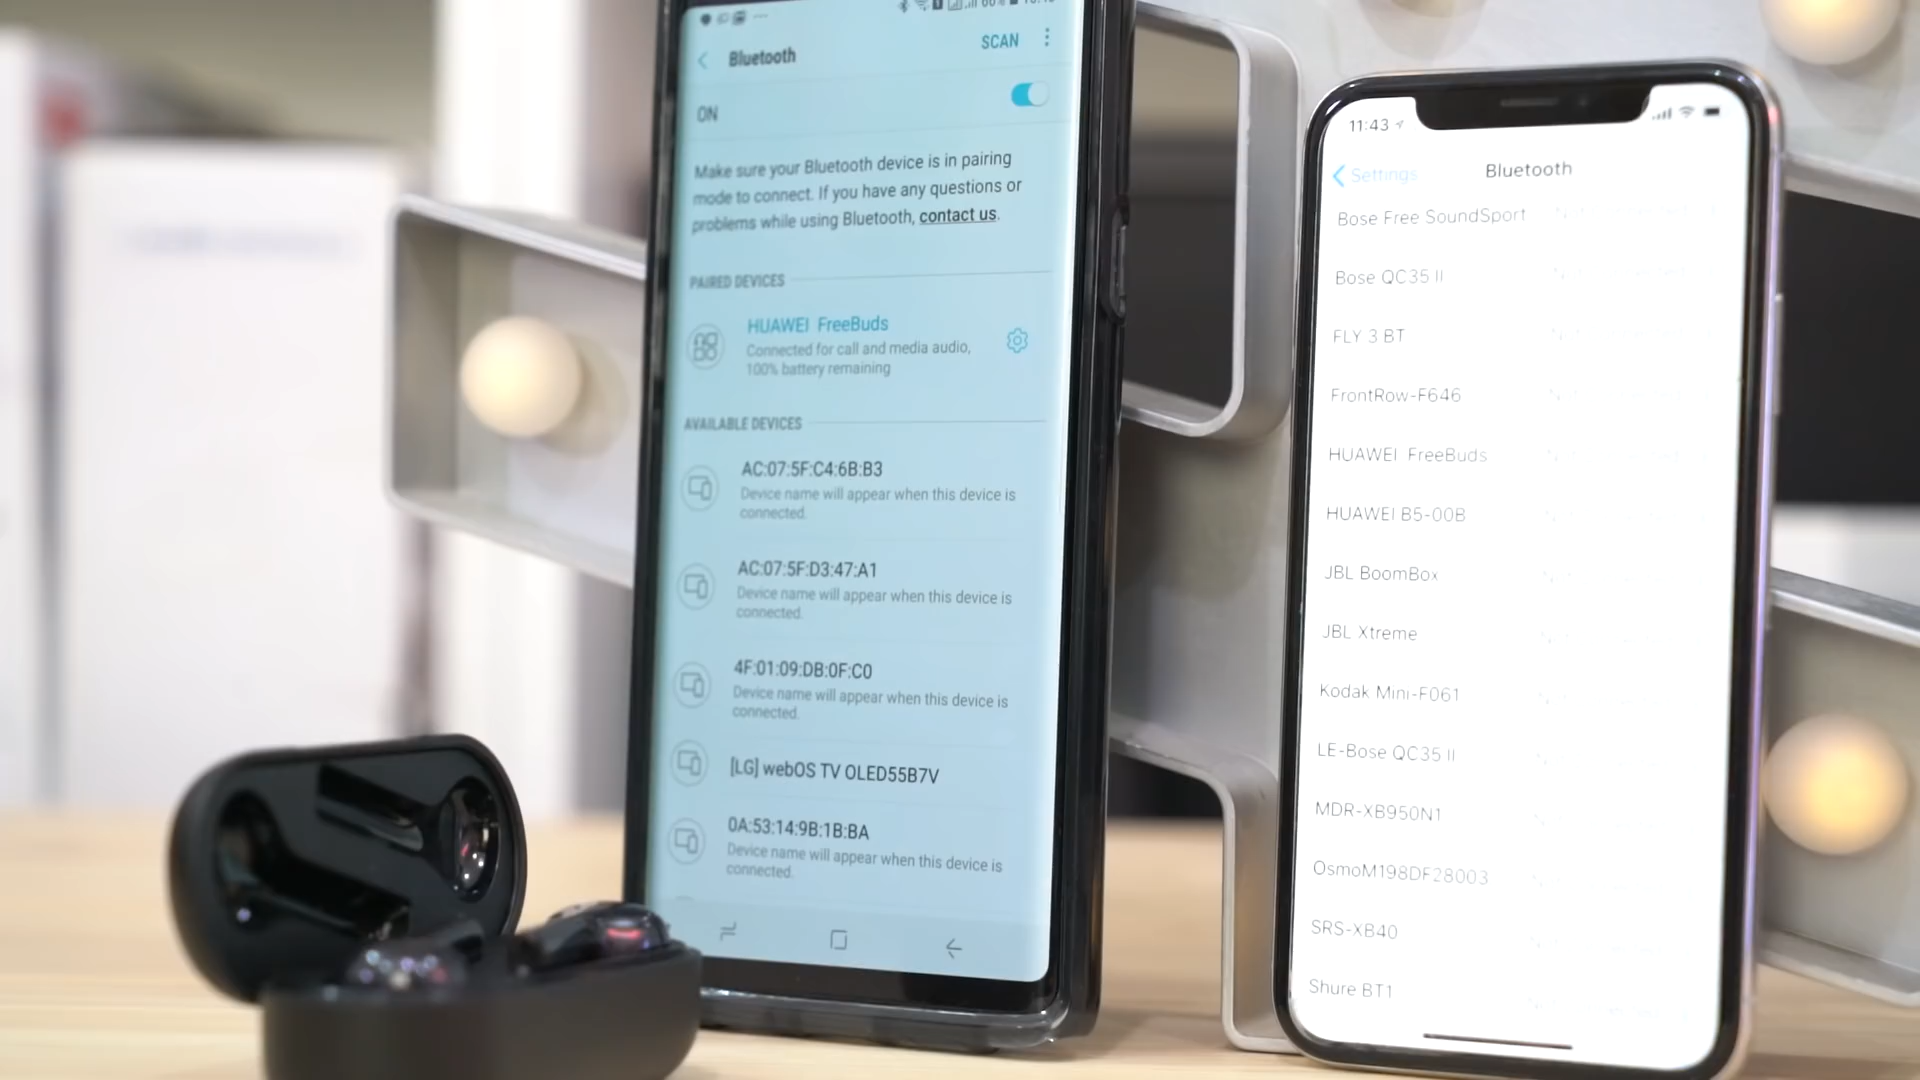 Bluetooth
SCAN
ON
Make sure your Bluetooth device is in pairing
mode to connect. If you have any questions or
problems while using Bluetooth, contact us.
PAIRED DEVICES
HUAWEI FreeBuds
Connected for call and media audio,
100% battery remaining
AVAILABLE DEVICES
AC:07:5F:C4:6B:B3
Device name will appear when this device is
connected.
AC:07:5F:D3:47:A1
Device name will appear when this device is
connected.
4F:01:09:DB:0F:C0
Device name will appear when this device is
connected.
[LG] webOS TV OLED55B7V
0A:53:14:9B:1B:BA
Device name will appear when this device is
connected.
11:43
Settings
Bluetooth
Bose Free SoundSport
Bose QC35 II
FLY 3 BT
FrontRow-F646
HUAWEI FreeBuds
HUAWEI B5-00B
JBL BoomBox
JBL Xtreme
Kodak Mini-F061
LE-Bose QC35 II
MDR-XB950N1
OsmoM198DF28003
SRS-XB40
Shure BT1